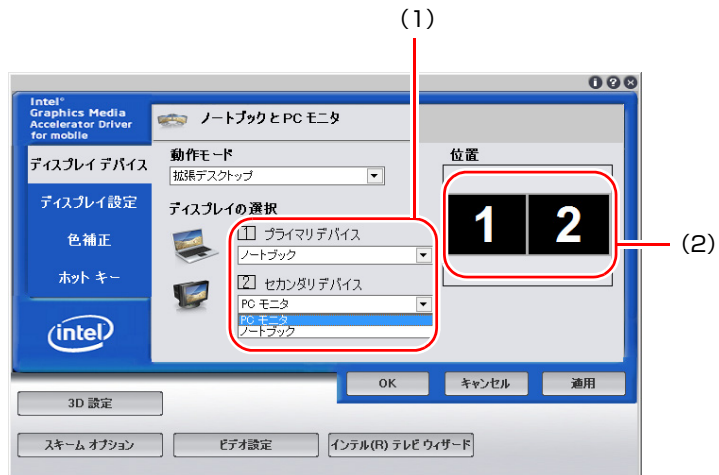 (1)
Intel®
Graphics Media
Accelerator Driver
for mobile
ノートブックと PC モニタ
ディスプレイ デバイス
ディスプレイ設定
色補正
ホット キー
intel
動作モード
拡張デスクトップ
ディスプレイの選択
1 プライマリ デバイス
ノートブック
2 セカンダリ デバイス
PC モニタ
PC モニタ
ノートブック
位置
1 2
(2)
OK キャンセル 適用
3D 設定
スキーム オプション ビデオ設定 インテル(R) テレビ ウィザード